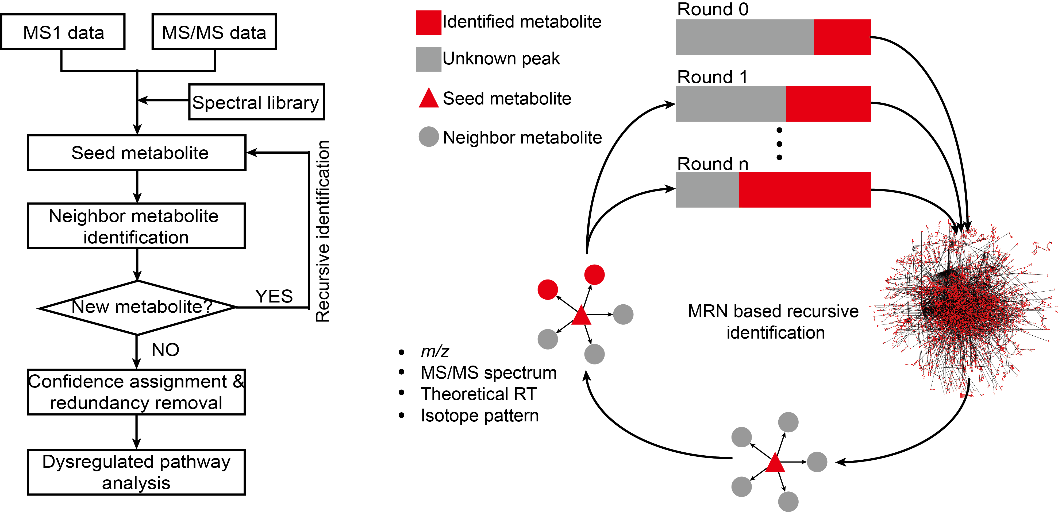 MS1 data
MS/MS data
Spectral library
Seed metabolite
Neighbor metabolite
identification
Recursive identification
New metabolite?
YES
NO
Confidence assignment &
redundancy removal
Dysregulated pathway
analysis
Identified metabolite
Unknown peak
Seed metabolite
Neighbor metabolite
Round 0
Round 1
Round n
MRN based recursive
identification
• m/z
• MS/MS spectrum
• Theoretical RT
• Isotope pattern